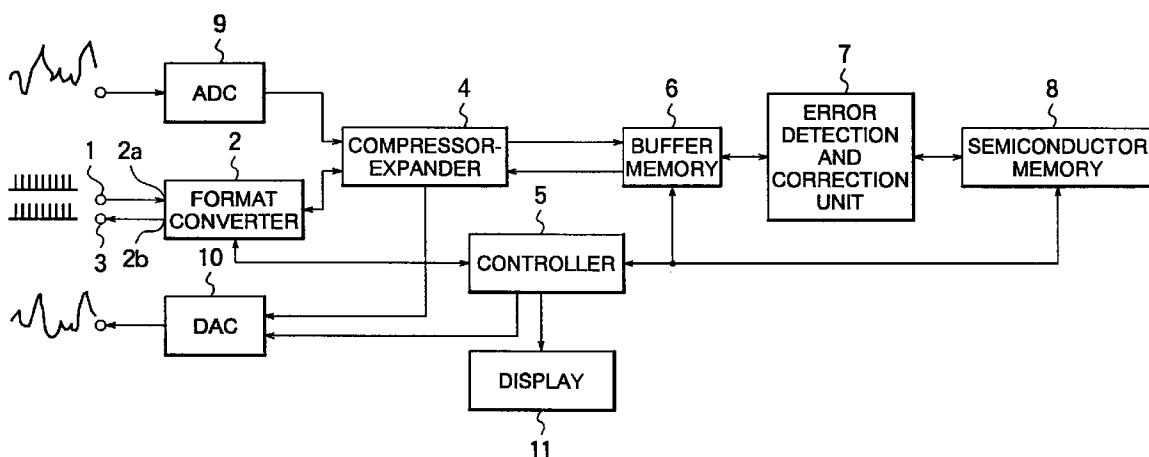 9
ADC
1
2a
2
FORMAT
CONVERTER
3
2b
10
DAC
4
COMPRESSOR-
EXPANDER
5
CONTROLLER
DISPLAY
11
6
BUFFER
MEMORY
7
ERROR
DETECTION
AND
CORRECTION
UNIT
8
SEMICONDUCTOR
MEMORY